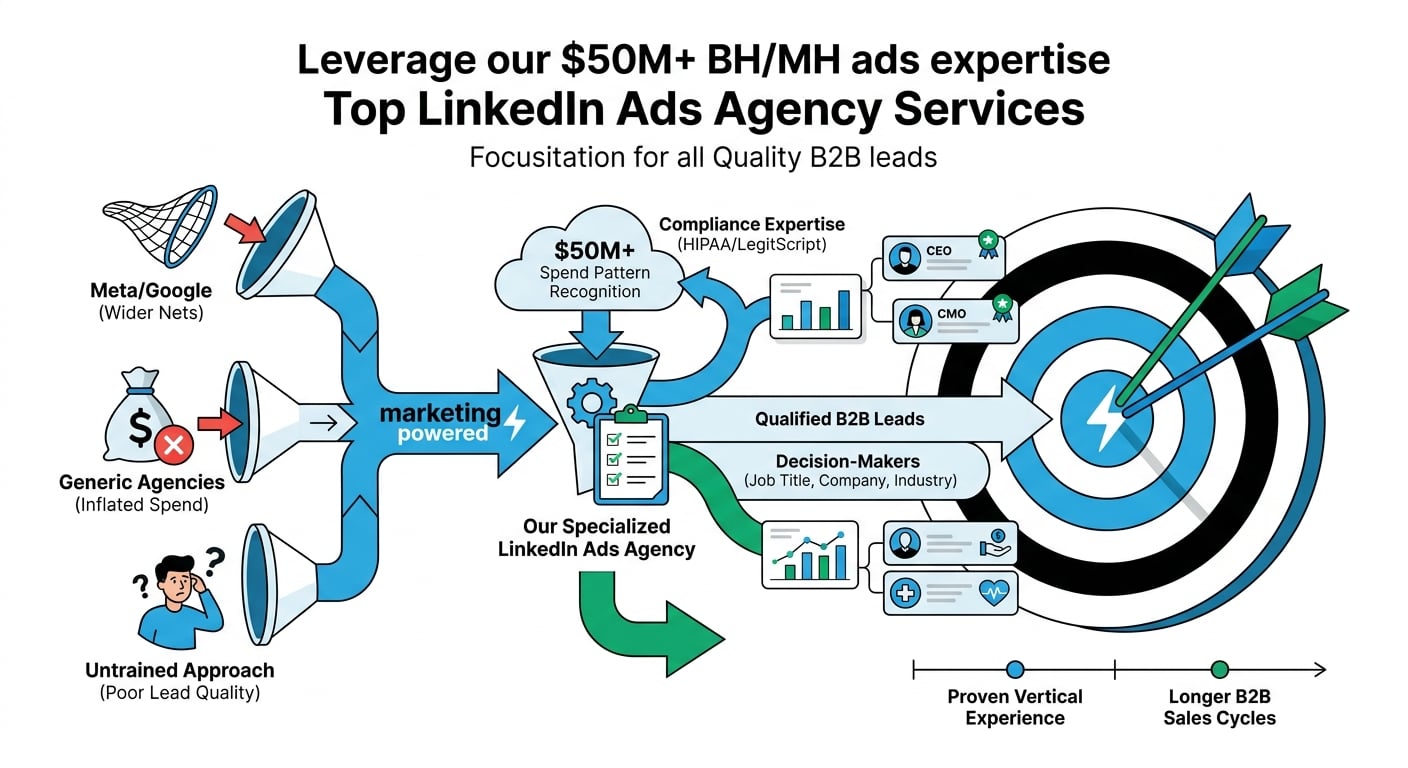 Leverage our $50M+ BH/MH ads expertise
Top LinkedIn Ads Agency Services
Focusitation for all Quality B2B leads
Meta/Google
(Wider Nets)
$
Generic Agencies
(Inflated Spend)
?
?
Untrained Approach
(Poor Lead Quality)
marketing
powered
$50M+
Spend Pattern
Recognition
Compliance Expertise
(HIPAA/LegitScript)
CEO
CMO
Our Specialized
LinkedIn Ads Agency
Qualified B2B Leads
Decision-Makers
(Job Title, Company, Industry)
$
Proven Vertical
Experience
Longer B2B
Sales Cycles